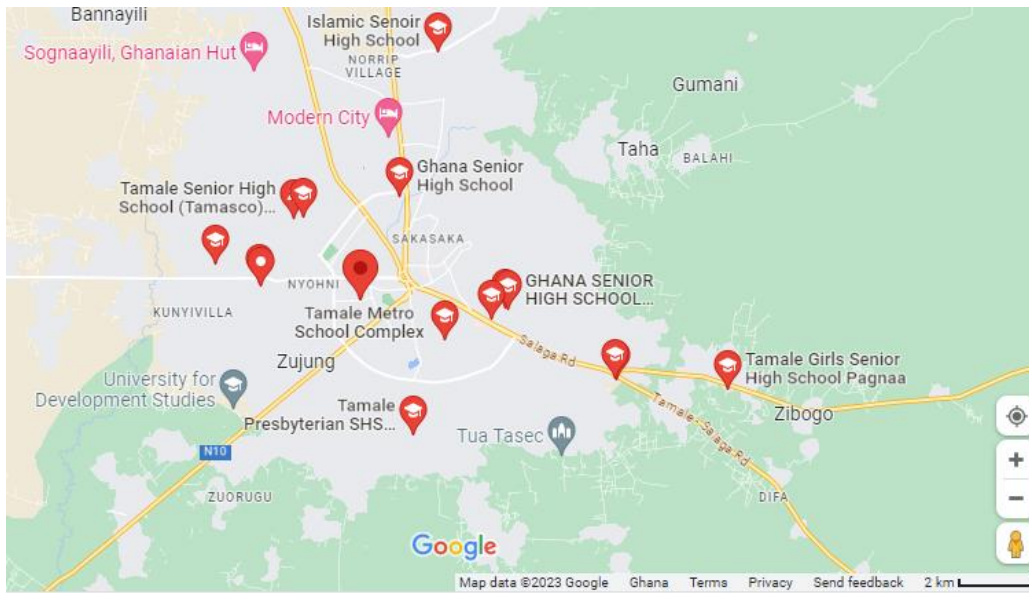 Bannayili
Islamic Senoir
High School
Sognaayili, Ghanaian Hut
NORRIP
VILLAGE
Gumani
Modern City
Taha
BALAHI
Ghana Senior
High School
Tamale Senior High
School (Tamasco)...
SAKASAKA
NYOHNI
GHANA SENIOR
HIGH SCHOOL...
KUNYIVILLA
Tamale Metro
School Complex
Zujung
Salaga Rd
Tamale Girls Senior
High School Pagnaa
University for
Development Studies
Tamale
Presbyterian SHS...
Zibogo
Tua Tasec
Tamale - Salaga Rd
N10
ZUORUGU
DIFA
Google
Map data ©2023 Google Ghana Terms Privacy Send feedback 2 km